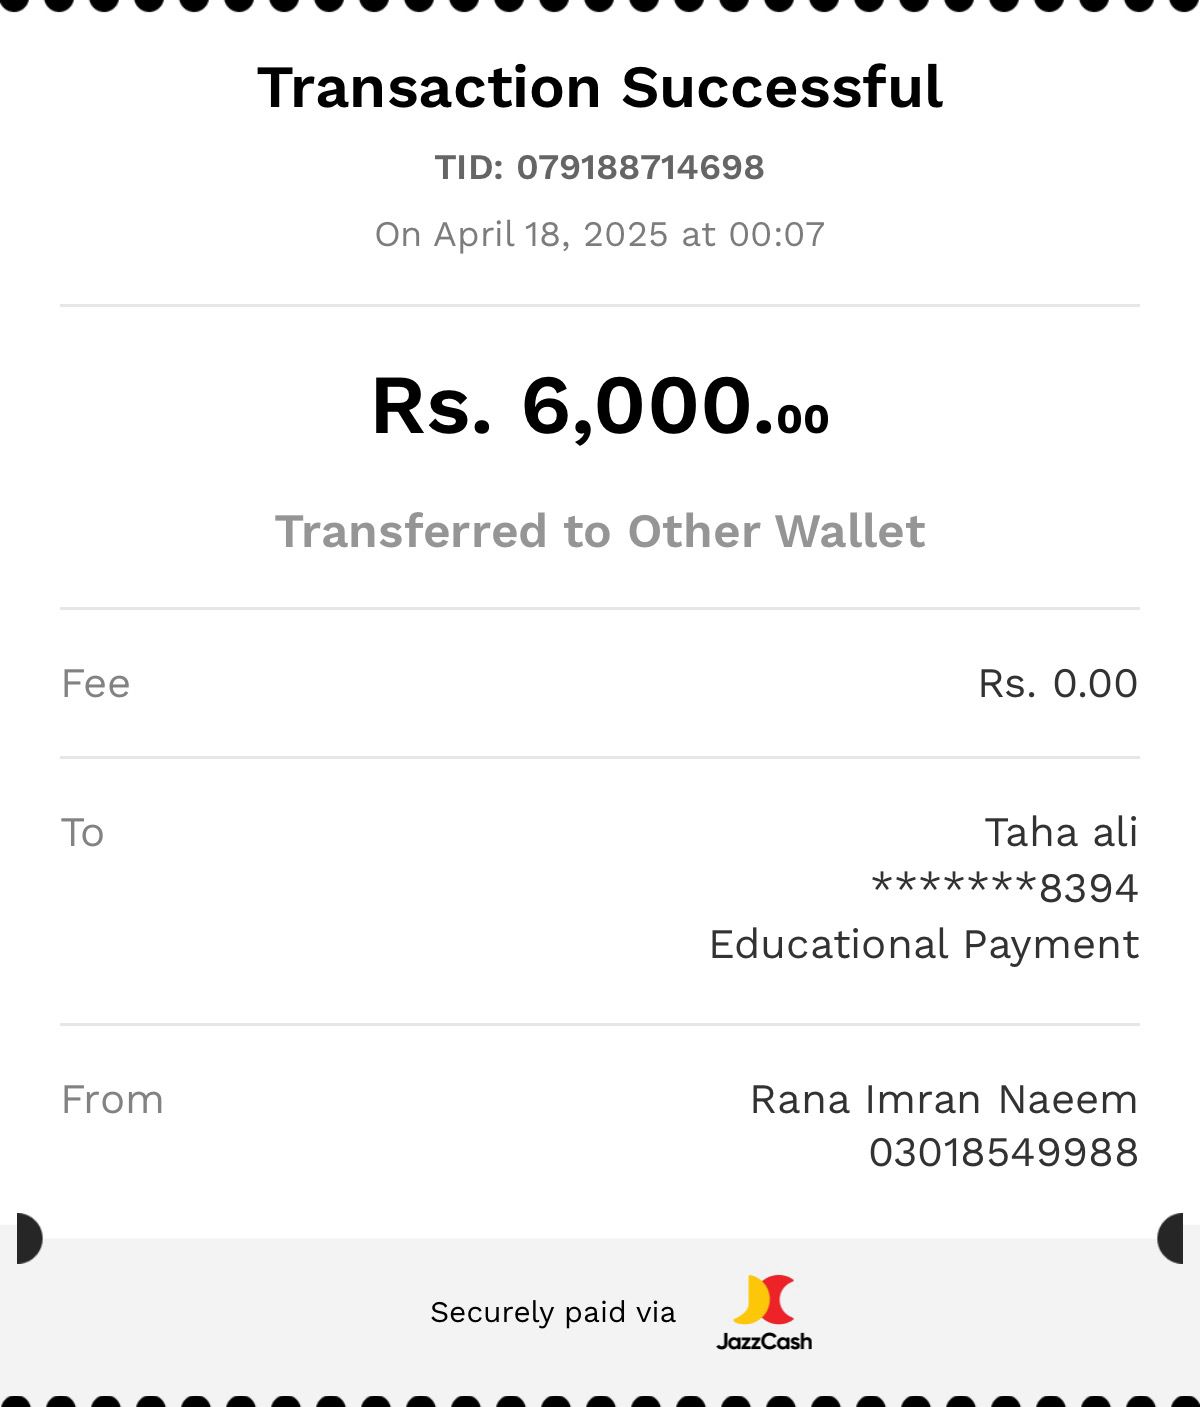 Transaction Successful
TID: 079188714698
On April 18, 2025 at 00:07
Rs. 6,000.00
Transferred to Other Wallet
Fee Rs. 0.00
To Taha ali
*******8394
Educational Payment
From Rana Imran Naeem
03018549988
Securely paid via JazzCash